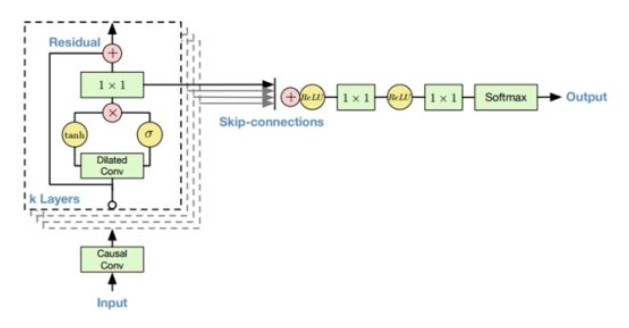 Residual
+
1 × 1
×
tanh
σ
Dilated
Conv
k Layers
Causal
Conv
Input
Skip-connections
+
ReLU
1 × 1
ReLU
1 × 1
Softmax
Output